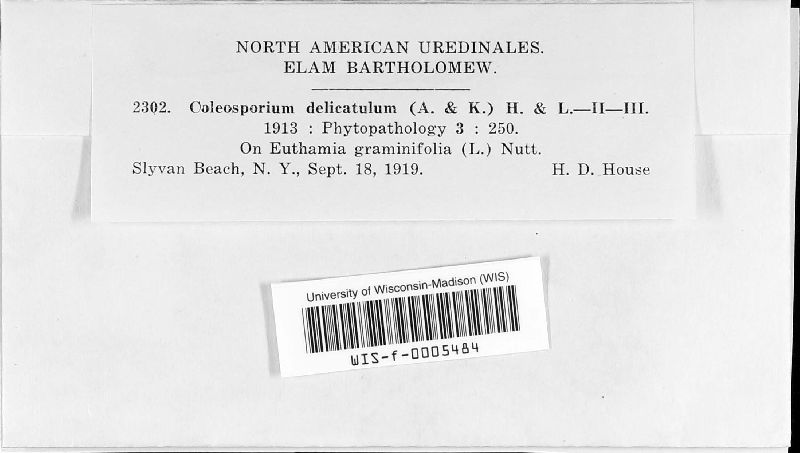 NORTH AMERICAN UREDINALES.
ELAM BARTHOLOMEW.
2302. Coleosporium delicatulum (A. & K.) H. & L.—II—III.
1913 : Phytopathology 3 : 250.
On Euthamia graminifolia (L.) Nutt.
Slyvan Beach, N. Y., Sept. 18, 1919. H. D. House
University of Wisconsin-Madison (WIS)
WIS-f-0005484